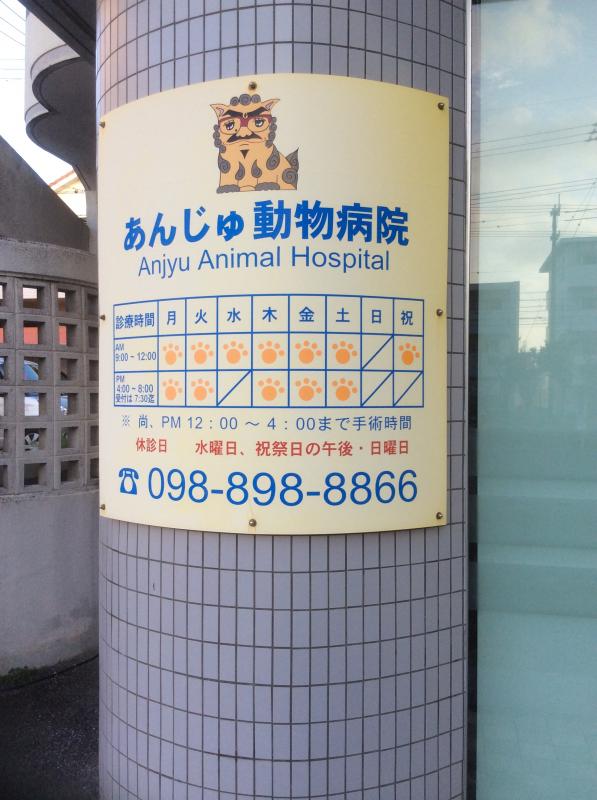 あんじゅ動物病院
Anjyu Animal Hospital
診療時間 月 火 水 木 金 土 日 祝
AM
9:00~12:00
PM
4:00~8:00
受付は7:30迄
※ 尚、PM 12:00 ~ 4:00まで手術時間
休診日 水曜日、祝祭日の午後・日曜日
☎ 098-898-8866